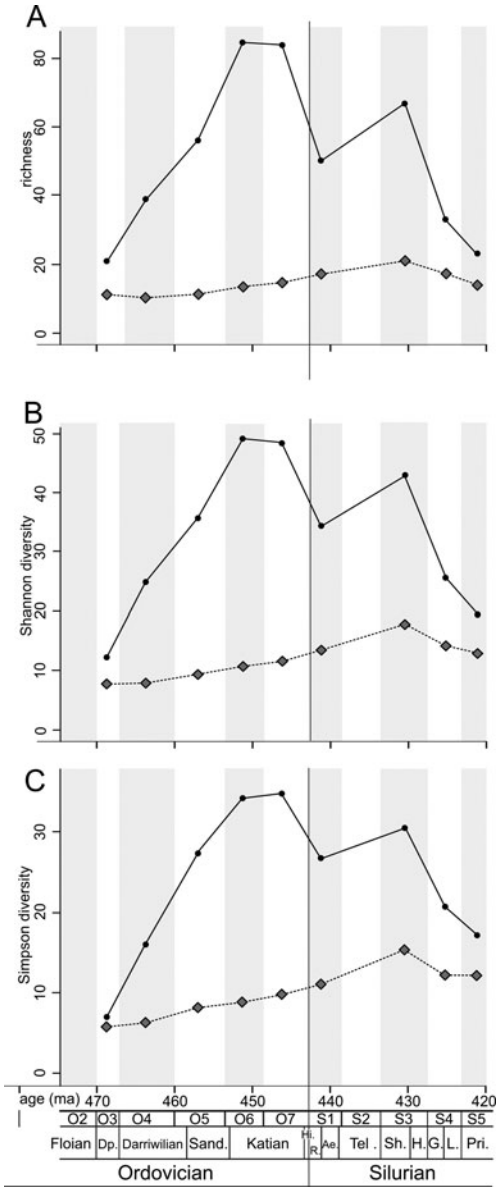 A
richness
80
60
40
20
0
B
Shannon diversity
50
40
30
20
10
0
C
Simpson diversity
30
20
10
0
age (ma) 470 460 450 440 430 420
O2 O3 O4 O5 O6 O7 S1 S2 S3 S4 S5
Floian Dp. Darriwilian Sand. Katian Hi. R. Ae. Tel . Sh. H. G. L. Pri.
Ordovician Silurian